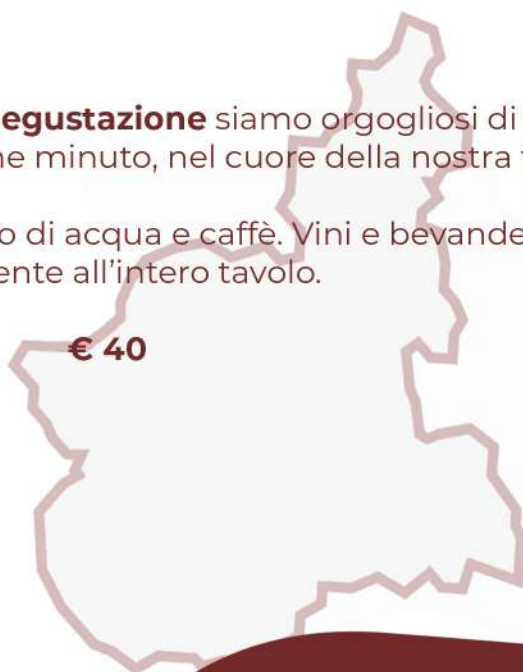 egustazione siamo orgogliosi di
ne minuto, nel cuore della nostra
o di acqua e caffè. Vini e bevande
ente all’intero tavolo.
€ 40